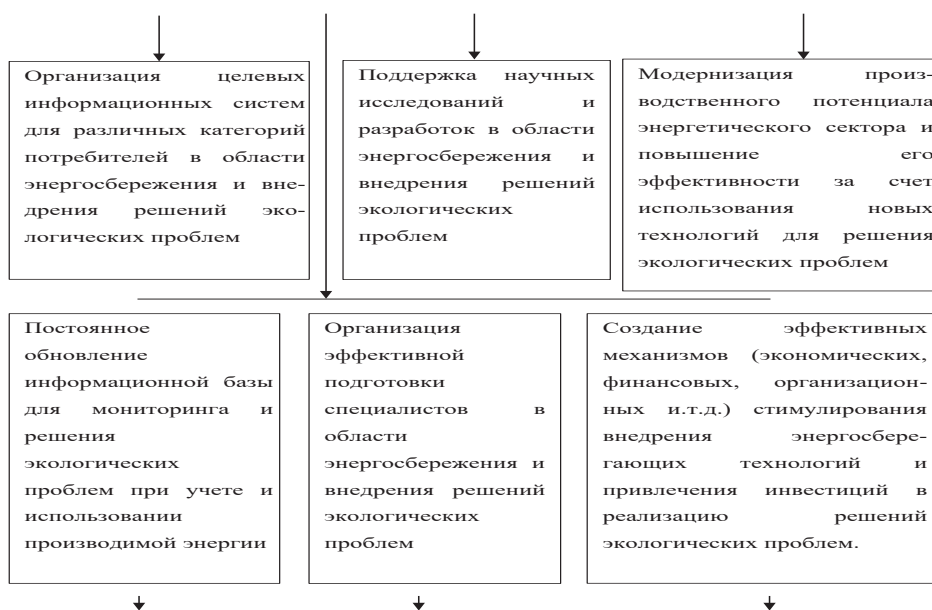 Организация целевых
информационных систем
для различных категорий
потребителей в области
энергосбережения и вне-
дрения решений эко-
логических проблем
Поддержка научных
исследований и
разработок в области
энергосбережения и
внедрения решений
экологических
проблем
Модернизация произ-
водственного потенциала
энергетического сектора и
повышение его
эффективности за счет
использования новых
технологий для решения
экологических проблем
Постоянное
обновление
информационной базы
для мониторинга и
решения
экологических
проблем при учете и
использовании
производимой энергии
Организация
эффективной
подготовки
специалистов в
области
энергосбережения и
внедрения решений
экологических
проблем
Создание эффективных
механизмов (экономических,
финансовых, организацион-
ных и.т.д.) стимулирования
внедрения энергосбере-
гающих технологий и
привлечения инвестиций в
реализацию решений
экологических проблем.